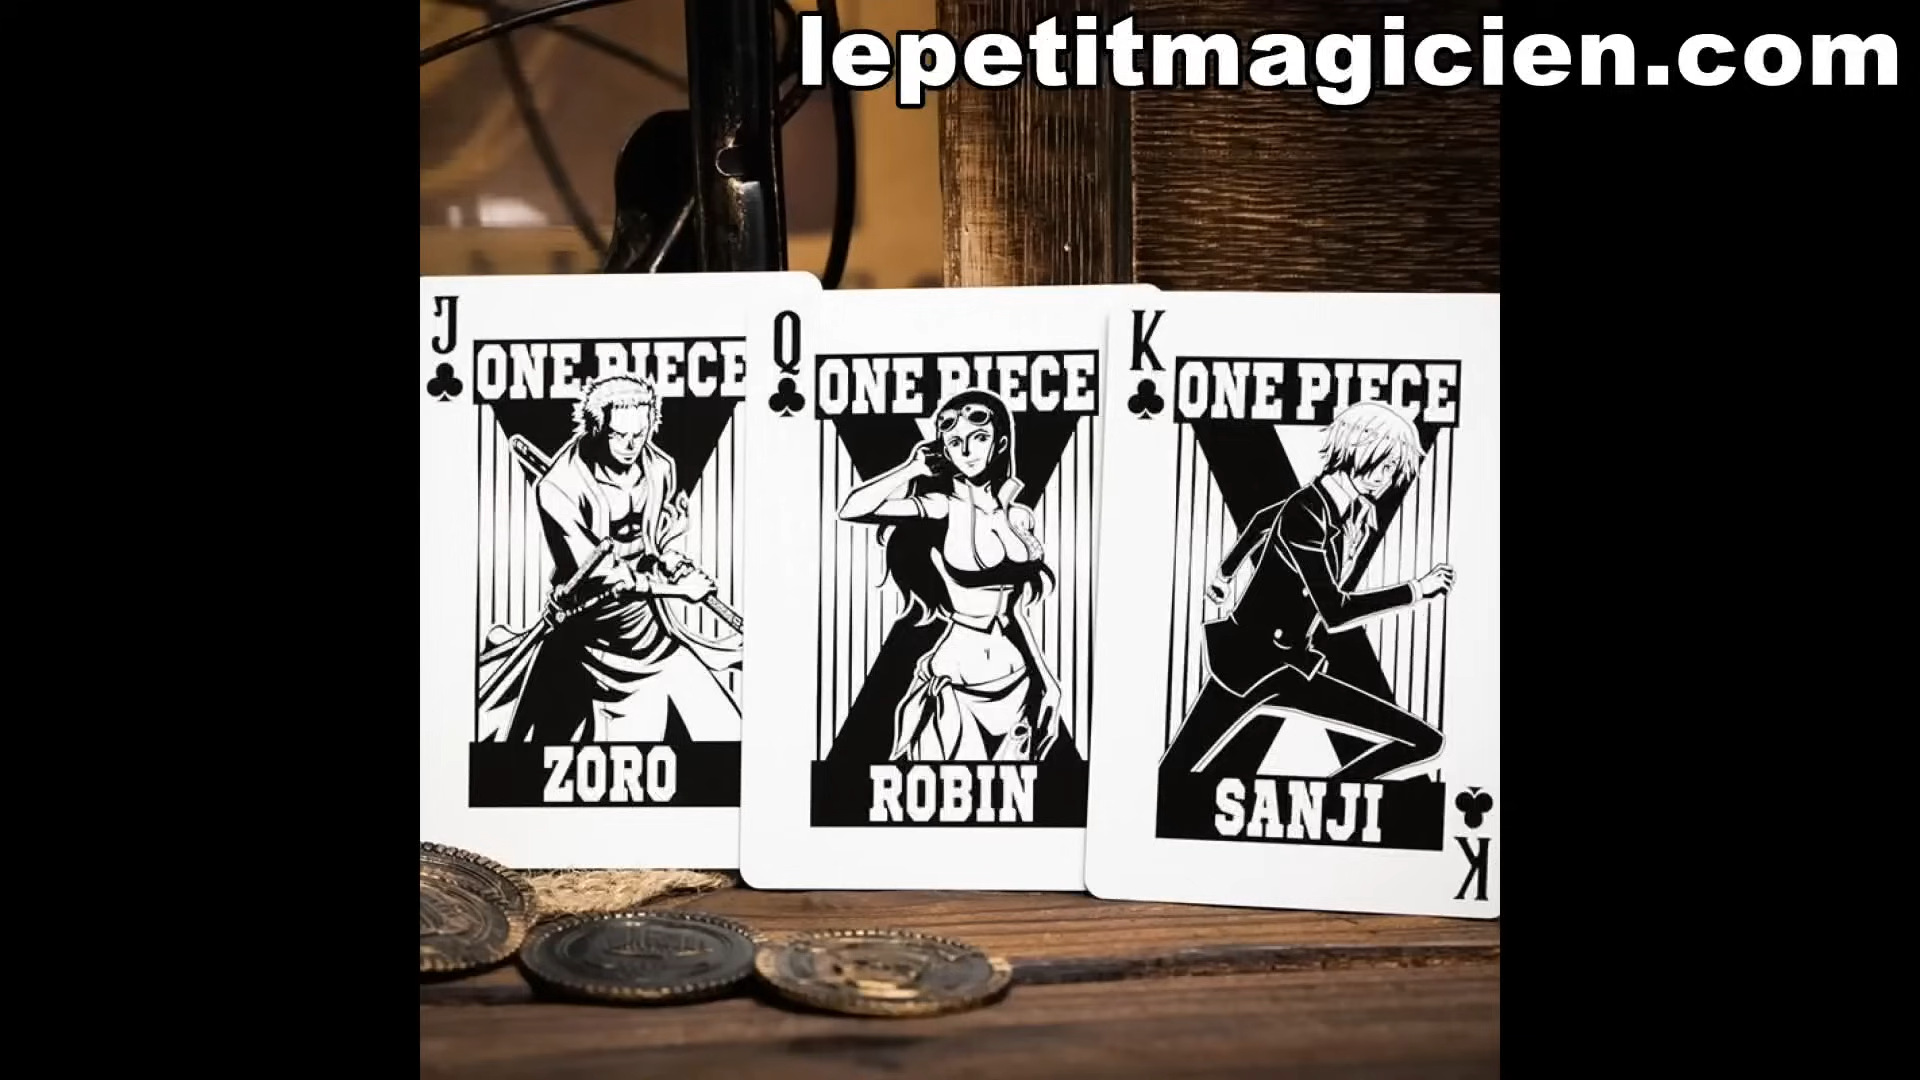 lepetitmagicien.com
J
ONE PIECE
ZORO
Q
ONE PIECE
ROBIN
K
ONE PIECE
SANJI
K